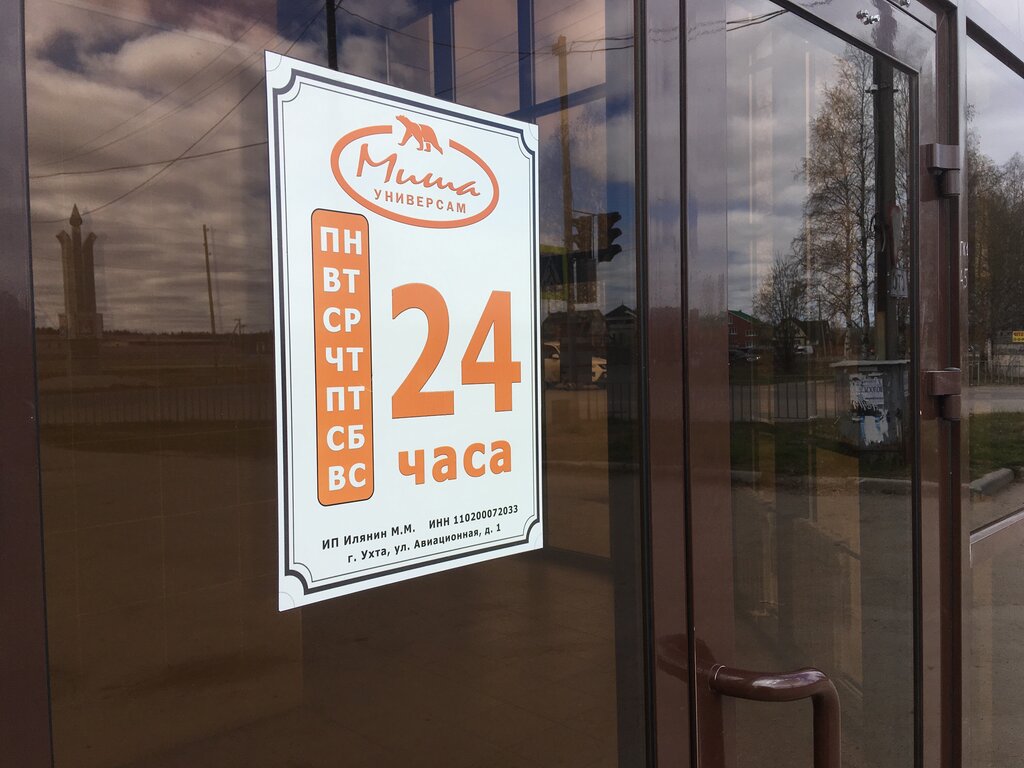 Миша
УНИВЕРСАМ
ПН
ВТ
СР
ЧТ
ПТ
СБ
ВС
24
часа
ИП Илянин М.М. ИНН 110200072033
г. Ухта, ул. Авиационная, д. 1